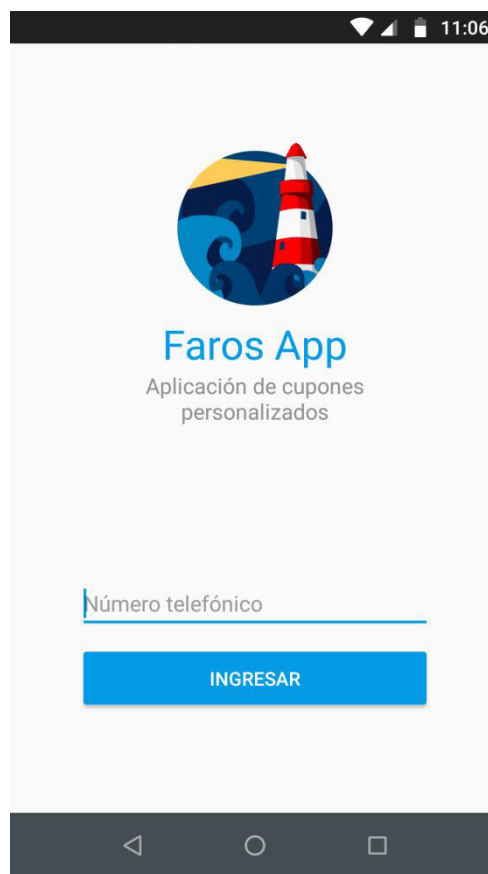 11:06
Faros App
Aplicación de cupones
personalizados
Número telefónico
INGRESAR